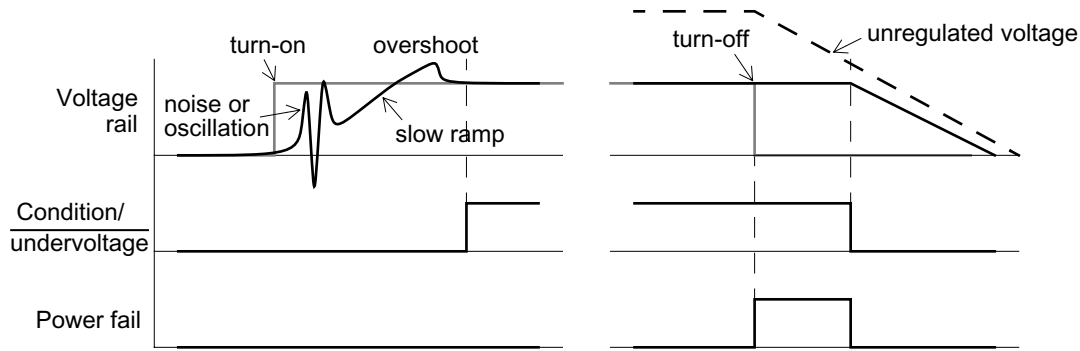 turn-on
overshoot
turn-off
unregulated voltage
Voltage
rail
noise or
oscillation
slow ramp
Condition/
undervoltage
Power fail